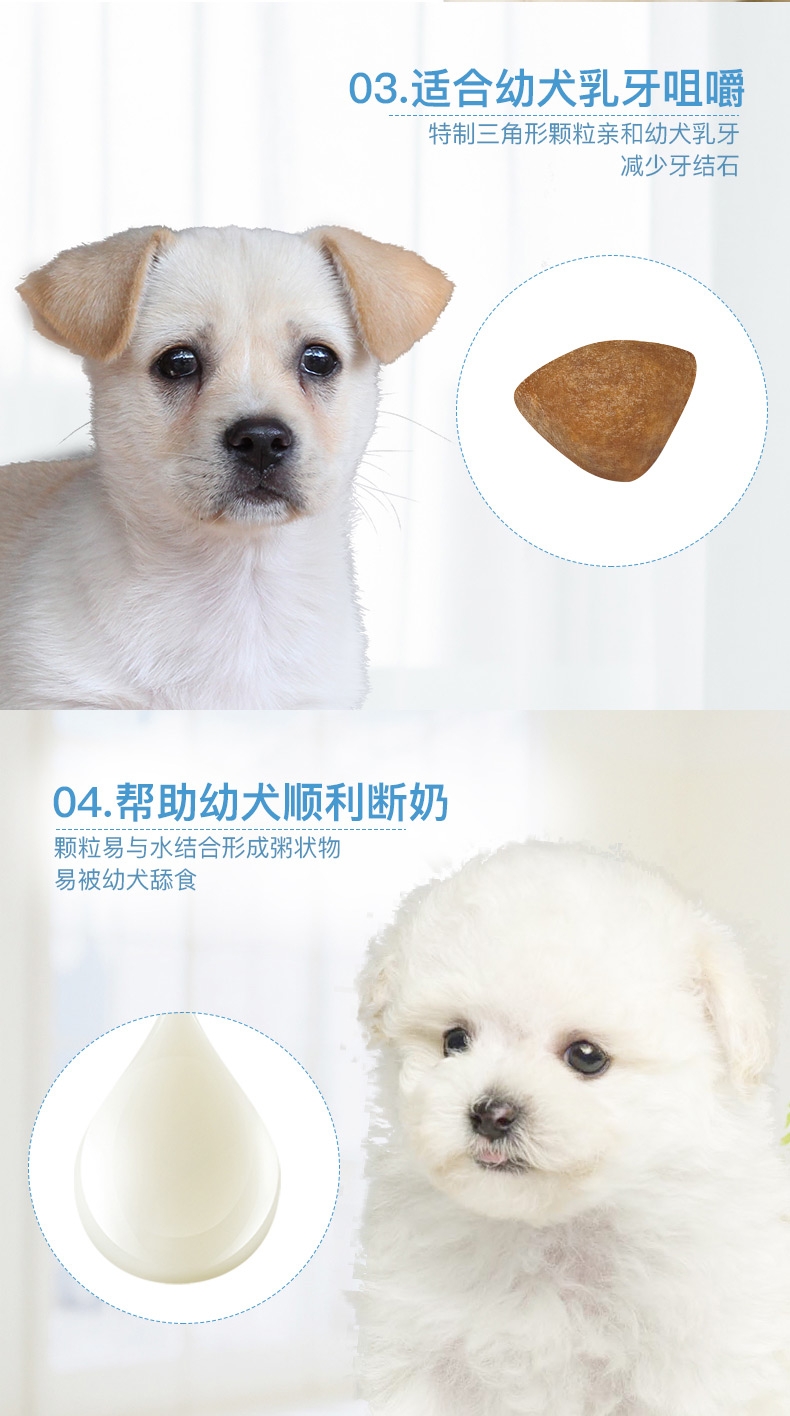 03.适合幼犬乳牙咀嚼
特制三角形颗粒亲和幼犬乳牙
减少牙结石
04.帮助幼犬顺利断奶
颗粒易与水结合形成粥状物
易被幼犬舔食